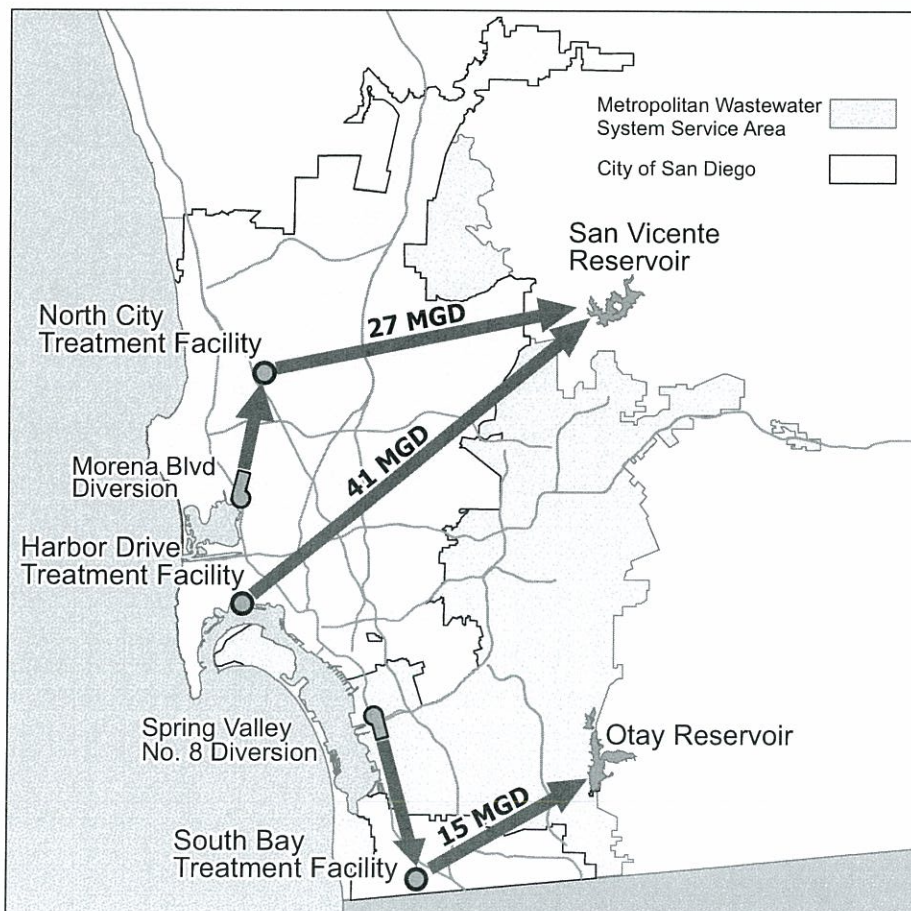 Metropolitan Wastewater
System Service Area
City of San Diego
San Vicente
Reservoir
North City
Treatment Facility
27 MGD
41 MGD
Morena Blvd
Diversion
Harbor Drive
Treatment Facility
Spring Valley
No. 8 Diversion
Otay Reservoir
15 MGD
South Bay
Treatment Facility